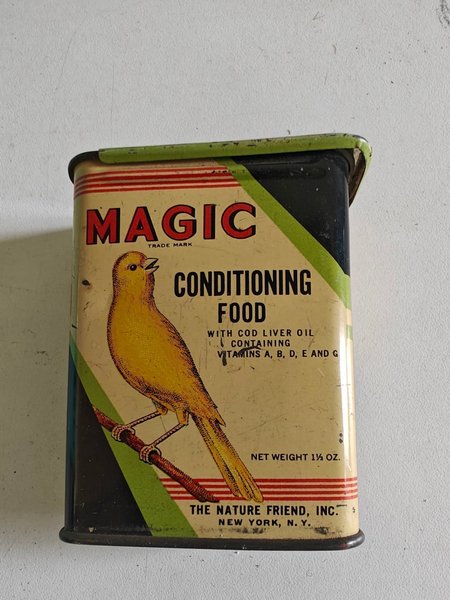 MAGIC
TRADE MARK
CONDITIONING
FOOD
WITH COD LIVER OIL
CONTAINING
VITAMINS A, B, D, E AND G
NET WEIGHT 1½ OZ.
THE NATURE FRIEND, INC.
NEW YORK, N. Y.